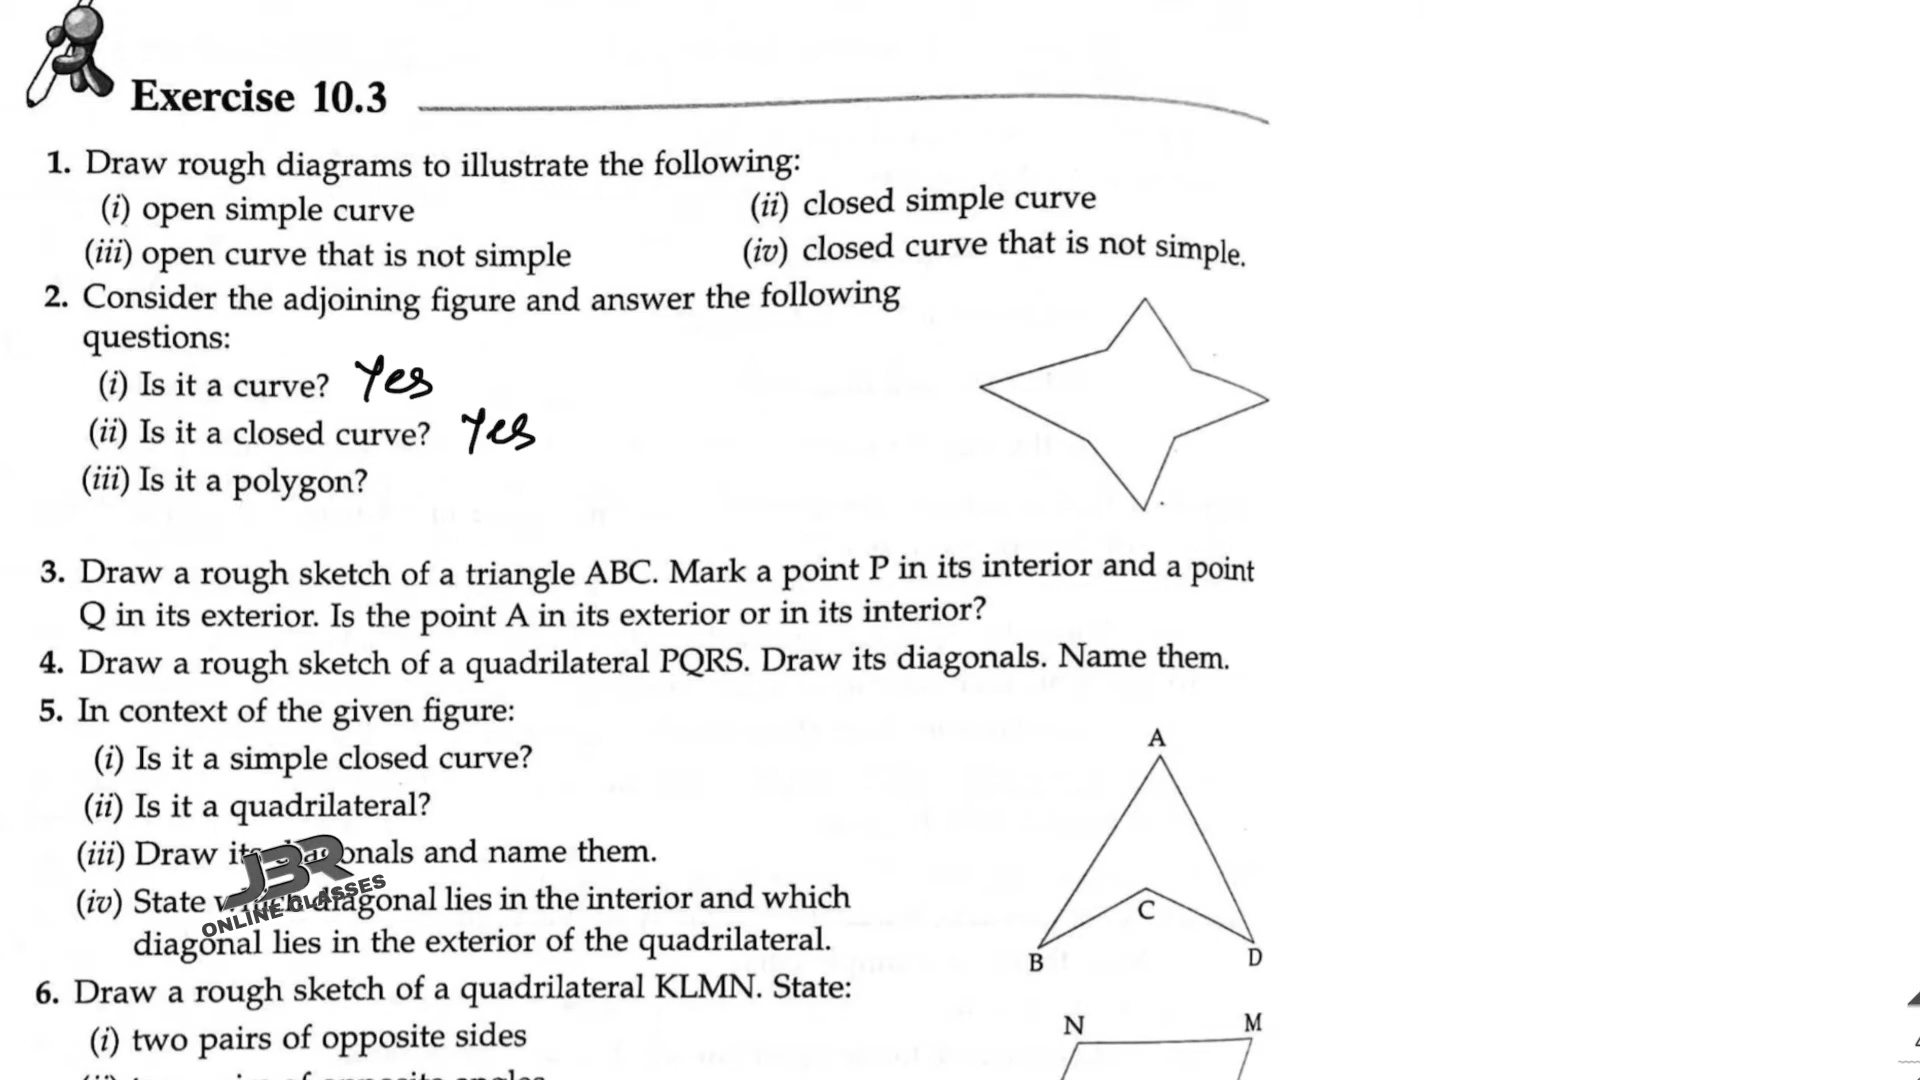 Exercise 10.3
1. Draw rough diagrams to illustrate the following:
(i) open simple curve (ii) closed simple curve
(iii) open curve that is not simple (iv) closed curve that is not simple.
2. Consider the adjoining figure and answer the following
questions:
(i) Is it a curve? Yes
(ii) Is it a closed curve? Yes
(iii) Is it a polygon?
3. Draw a rough sketch of a triangle ABC. Mark a point P in its interior and a point
Q in its exterior. Is the point A in its exterior or in its interior?
4. Draw a rough sketch of a quadrilateral PQRS. Draw its diagonals. Name them.
5. In context of the given figure:
(i) Is it a simple closed curve?
(ii) Is it a quadrilateral?
(iii) Draw its diagonals and name them.
(iv) State which diagonal lies in the interior and which
diagonal lies in the exterior of the quadrilateral.
A
C
B
D
JBR
ONLINE CLASSES
6. Draw a rough sketch of a quadrilateral KLMN. State:
(i) two pairs of opposite sides
N
M